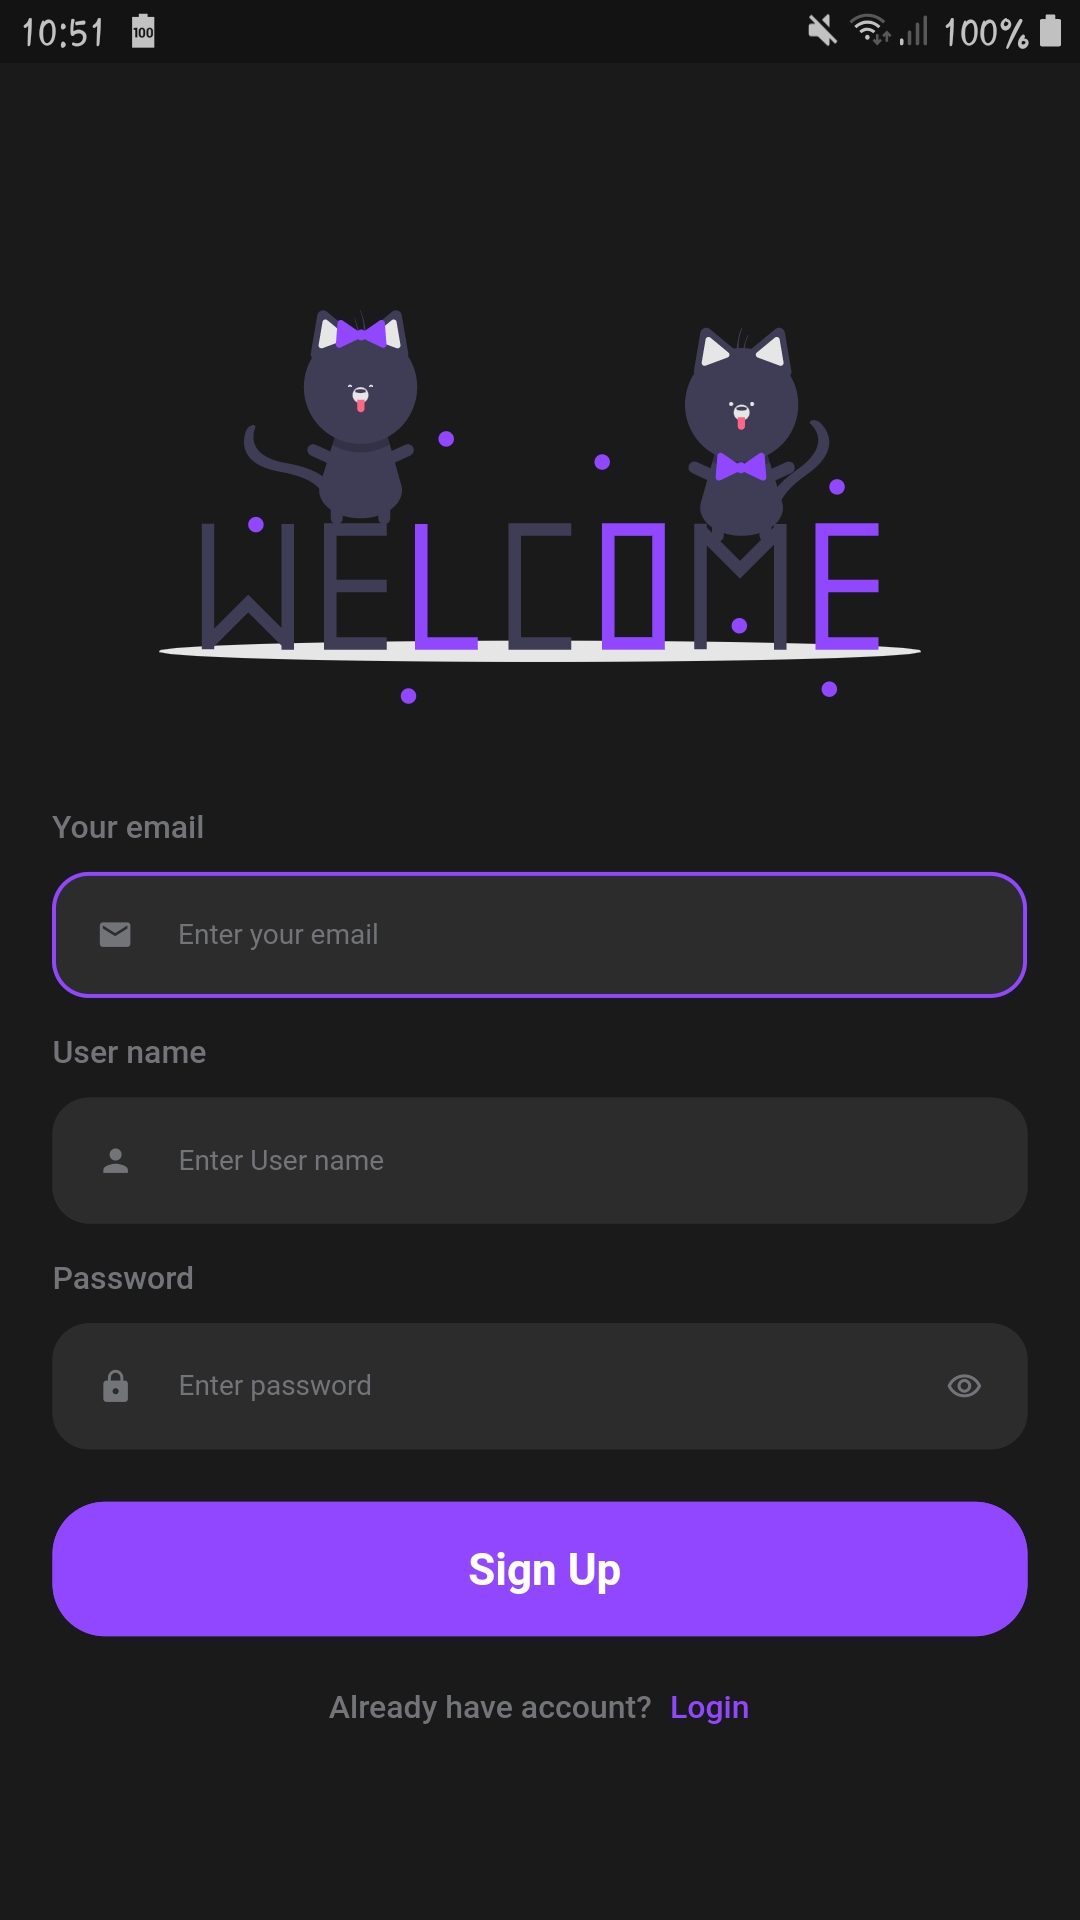 10:51
100
100%
WELCOME
Your email
Enter your email
User name
Enter User name
Password
Enter password
Sign Up
Already have account? Login